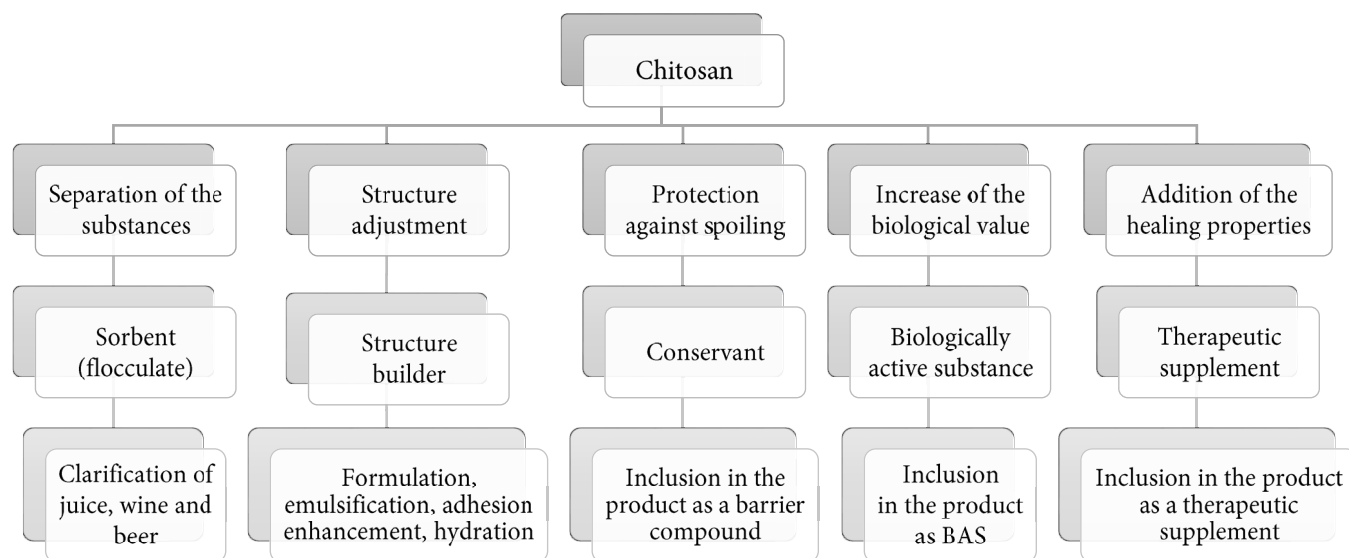 Chitosan
Separation of the
substances
Structure
adjustment
Protection
against spoiling
Increase of the
biological value
Addition of the
healing properties
Sorbent
(flocculate)
Structure
builder
Conservant
Biologically
active substance
Therapeutic
supplement
Clarification of
juice, wine and
beer
Formulation,
emulsification, adhesion
enhancement, hydration
Inclusion in the
product as a barrier
compound
Inclusion
in the product
as BAS
Inclusion in the product
as a therapeutic
supplement